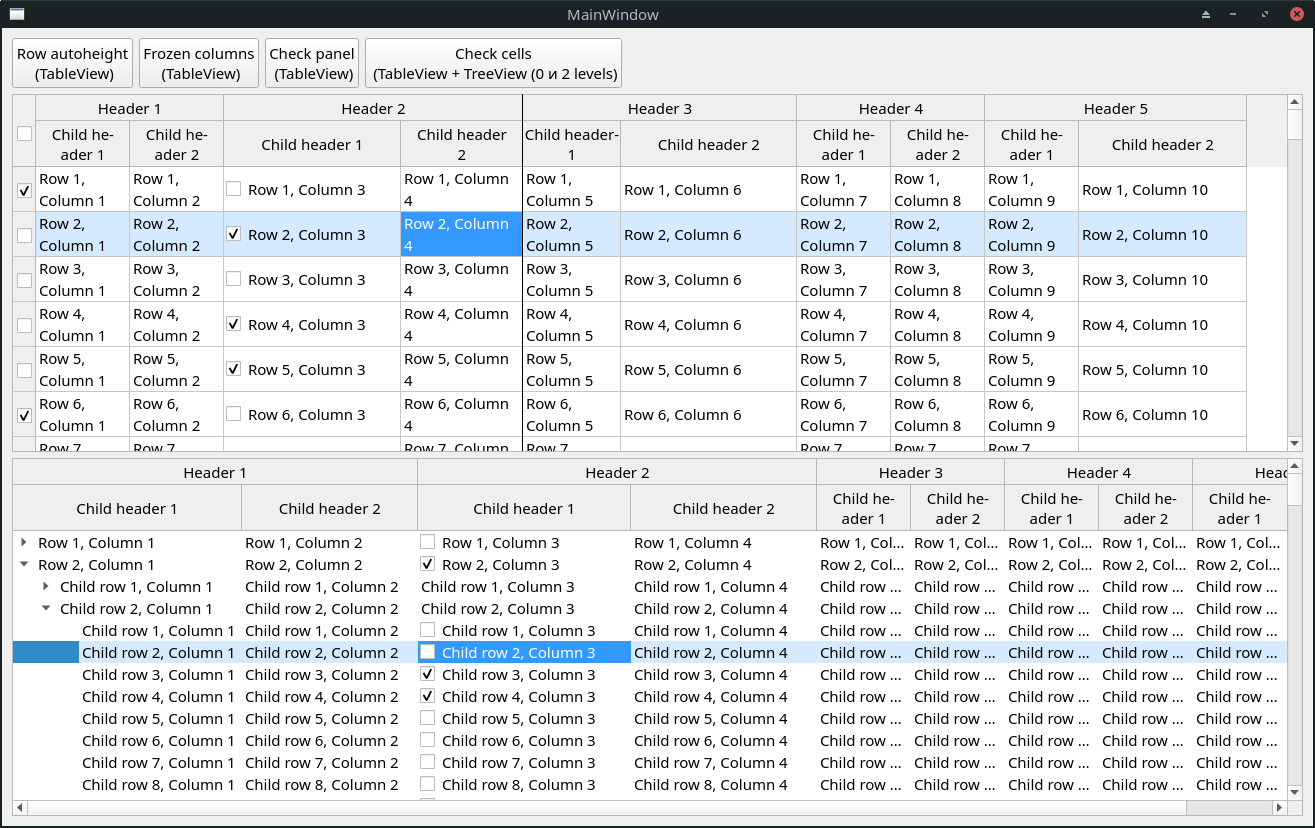 MainWindow
Row autoheight Frozen columns Check panel Check cells
(TableView) (TableView) (TableView) (TableView + TreeView (0 и 2 levels)
Header 1 Header 2 Header 3 Header 4 Header 5
Child he- Child he- Child header 1 Child header Child header- Child header 2 Child he- Child he- Child he- Child header 2
ader 1 ader 2 2 1 ader 1 ader 2 ader 1
Row 1, Row 1, Row 1, Column 3 Row 1, Column Row 1, Row 1, Column 6 Row 1, Row 1, Row 1, Row 1, Column 10
Column 1 Column 2 4 Column 5 Column 7 Column 8 Column 9
Row 2, Row 2, Row 2, Column 3 Row 2, Column Row 2, Row 2, Column 6 Row 2, Row 2, Row 2, Row 2, Column 10
Column 1 Column 2 4 Column 5 Column 7 Column 8 Column 9
Row 3, Row 3, Row 3, Column 3 Row 3, Column Row 3, Row 3, Column 6 Row 3, Row 3, Row 3, Row 3, Column 10
Column 1 Column 2 4 Column 5 Column 7 Column 8 Column 9
Row 4, Row 4, Row 4, Column 3 Row 4, Column Row 4, Row 4, Column 6 Row 4, Row 4, Row 4, Row 4, Column 10
Column 1 Column 2 4 Column 5 Column 7 Column 8 Column 9
Row 5, Row 5, Row 5, Column 3 Row 5, Column Row 5, Row 5, Column 6 Row 5, Row 5, Row 5, Row 5, Column 10
Column 1 Column 2 4 Column 5 Column 7 Column 8 Column 9
Row 6, Row 6, Row 6, Column 3 Row 6, Column Row 6, Row 6, Column 6 Row 6, Row 6, Row 6, Row 6, Column 10
Column 1 Column 2 4 Column 5 Column 7 Column 8 Column 9
Row 7, Row 7, Row 7, Column Row 7, Row 7, Row 7, Row 7,
Header 1 Header 2 Header 3 Header 4 Head
Child header 1 Child header 2 Child header 1 Child header 2 Child he- Child he- Child he- Child he- Child he-
ader 1 ader 2 ader 1 ader 2 ader 1
Row 1, Column 1 Row 1, Column 2 Row 1, Column 3 Row 1, Column 4 Row 1, Col... Row 1, Col... Row 1, Col... Row 1, Col... Row 1, Col...
Row 2, Column 1 Row 2, Column 2 Row 2, Column 3 Row 2, Column 4 Row 2, Col... Row 2, Col... Row 2, Col... Row 2, Col... Row 2, Col...
Child row 1, Column 1 Child row 1, Column 2 Child row 1, Column 3 Child row 1, Column 4 Child row ... Child row ... Child row ... Child row ... Child row ...
Child row 2, Column 1 Child row 2, Column 2 Child row 2, Column 3 Child row 2, Column 4 Child row ... Child row ... Child row ... Child row ... Child row ...
Child row 1, Column 1 Child row 1, Column 2 Child row 1, Column 3 Child row 1, Column 4 Child row ... Child row ... Child row ... Child row ... Child row ...
Child row 2, Column 1 Child row 2, Column 2 Child row 2, Column 3 Child row 2, Column 4 Child row ... Child row ... Child row ... Child row ... Child row ...
Child row 3, Column 1 Child row 3, Column 2 Child row 3, Column 3 Child row 3, Column 4 Child row ... Child row ... Child row ... Child row ... Child row ...
Child row 4, Column 1 Child row 4, Column 2 Child row 4, Column 3 Child row 4, Column 4 Child row ... Child row ... Child row ... Child row ... Child row ...
Child row 5, Column 1 Child row 5, Column 2 Child row 5, Column 3 Child row 5, Column 4 Child row ... Child row ... Child row ... Child row ... Child row ...
Child row 6, Column 1 Child row 6, Column 2 Child row 6, Column 3 Child row 6, Column 4 Child row ... Child row ... Child row ... Child row ... Child row ...
Child row 7, Column 1 Child row 7, Column 2 Child row 7, Column 3 Child row 7, Column 4 Child row ... Child row ... Child row ... Child row ... Child row ...
Child row 8, Column 1 Child row 8, Column 2 Child row 8, Column 3 Child row 8, Column 4 Child row ... Child row ... Child row ... Child row ... Child row ...